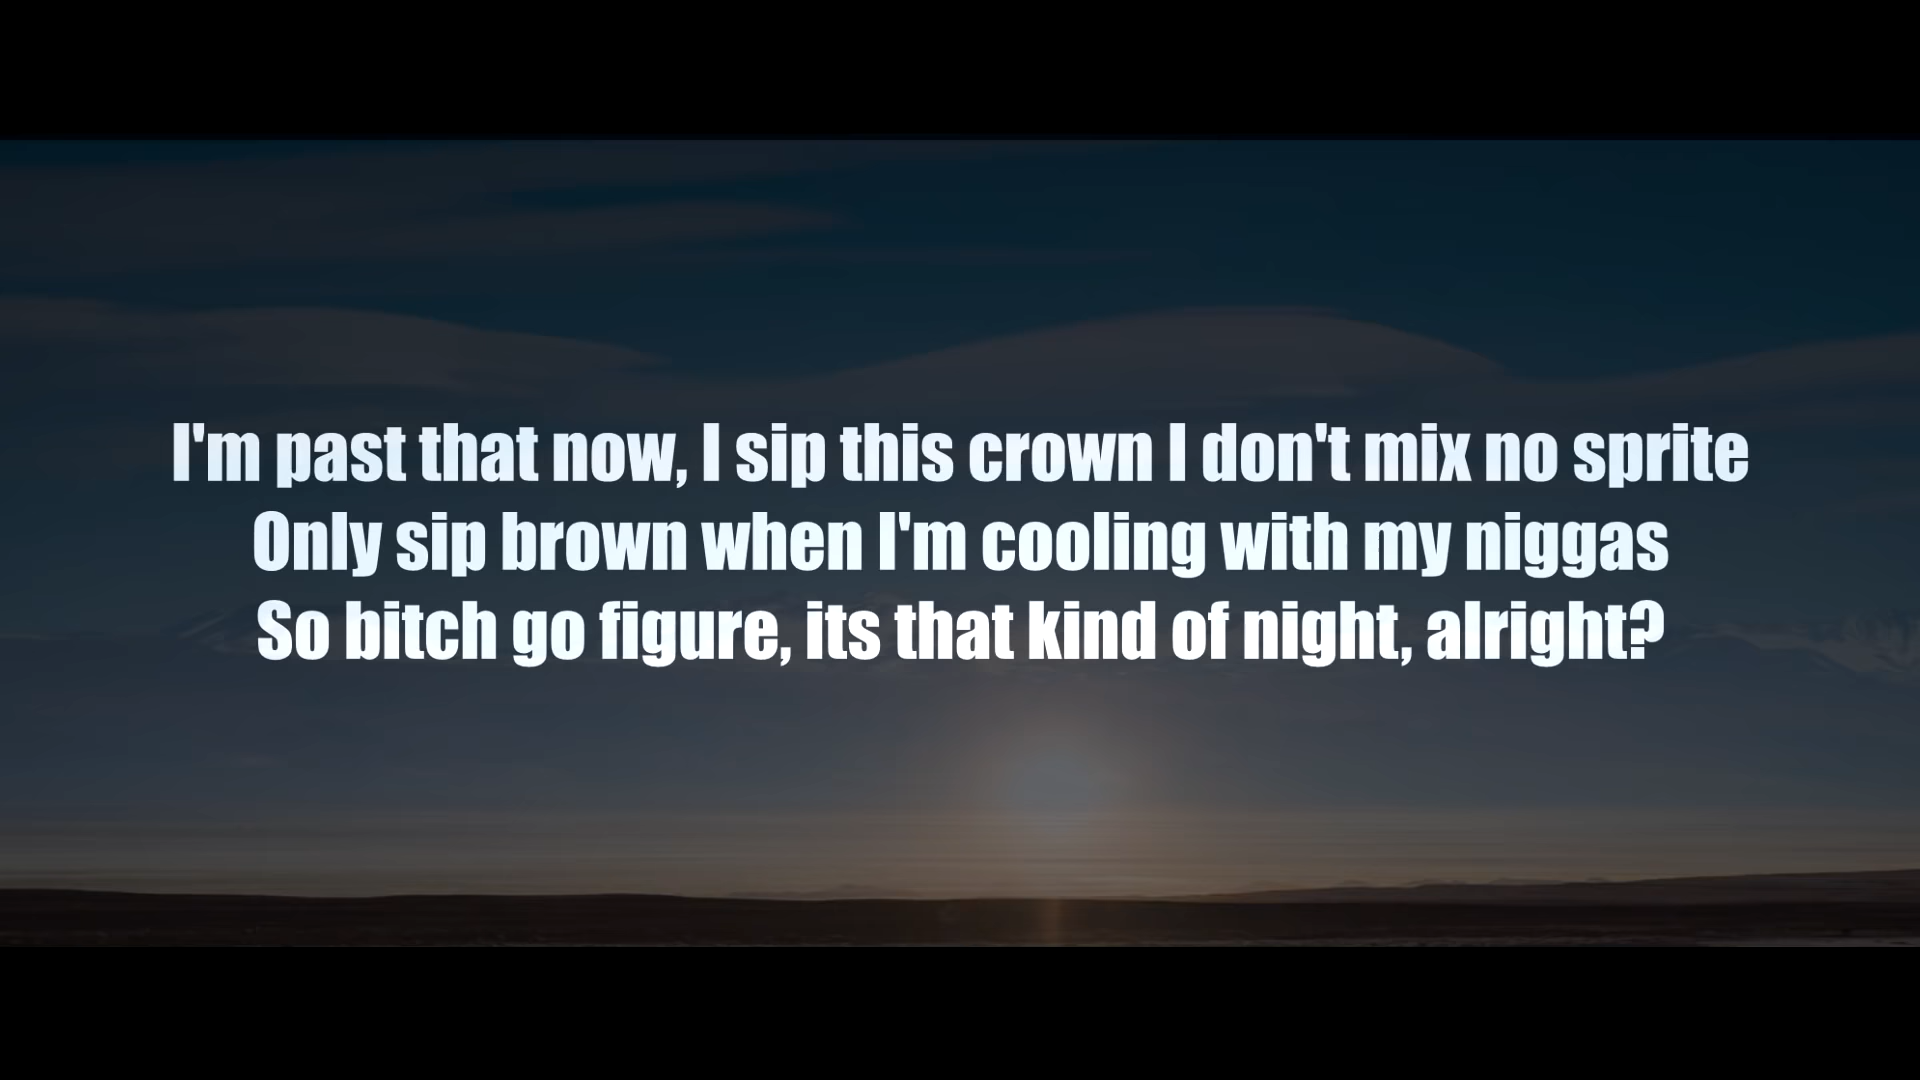 I'm past that now, I sip this crown I don't mix no sprite
Only sip brown when I'm cooling with my niggas
So bitch go figure, its that kind of night, alright?